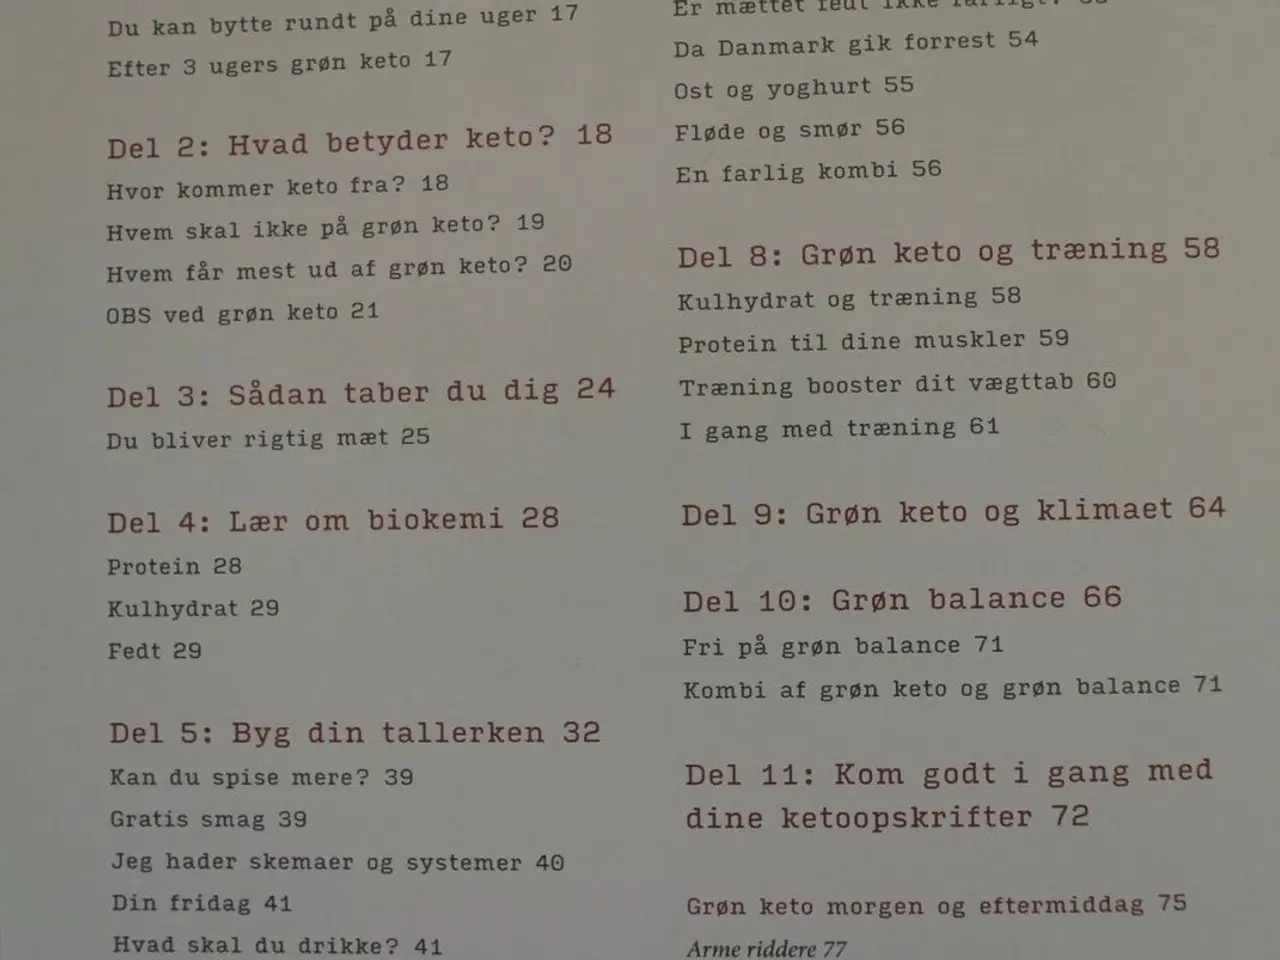 Du kan bytte rundt på dine uger 17
Efter 3 ugers grøn keto 17
Del 2: Hvad betyder keto? 18
Hvor kommer keto fra? 18
Hvem skal ikke på grøn keto? 19
Hvem får mest ud af grøn keto? 20
OBS ved grøn keto 21
Del 3: Sådan taber du dig 24
Du bliver rigtig mæt 25
Del 4: Lær om biokemi 28
Protein 28
Kulhydrat 29
Fedt 29
Del 5: Byg din tallerken 32
Kan du spise mere? 39
Gratis smag 39
Jeg hader skemaer og systemer 40
Din fridag 41
Hvad skal du drikke? 41
Er mættet fedt ikke farligt?
Da Danmark gik forrest 54
Ost og yoghurt 55
Fløde og smør 56
En farlig kombi 56
Del 8: Grøn keto og træning 58
Kulhydrat og træning 58
Protein til dine muskler 59
Træning booster dit vægttab 60
I gang med træning 61
Del 9: Grøn keto og klimaet 64
Del 10: Grøn balance 66
Fri på grøn balance 71
Kombi af grøn keto og grøn balance 71
Del 11: Kom godt i gang med
dine ketoopskrifter 72
Grøn keto morgen og eftermiddag 75
Arme riddere 77